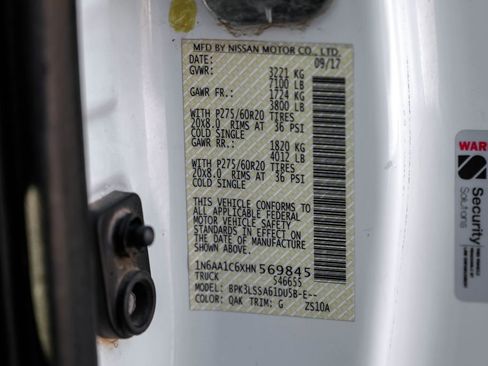 MFD BY NISSAN MOTOR CO., LTD.
DATE: 09/17
GVWR: 3221 KG
7100 LB
GAWR FR.: 1724 KG
3800 LB
WITH P275/60R20 TIRES
20x8.0 RIMS AT 36 PSI
COLD SINGLE
GAWR RR.: 1820 KG
4012 LB
WITH P275/60R20 TIRES
20x8.0 RIMS AT 36 PSI
COLD SINGLE
THIS VEHICLE CONFORMS TO
ALL APPLICABLE FEDERAL
MOTOR VEHICLE SAFETY
STANDARDS IN EFFECT ON
THE DATE OF MANUFACTURE
SHOWN ABOVE.
1N6AA1C6XHN569845
TRUCK 546655
MODEL: BPK3LSSA61DU5B-E--
COLOR: QAK TRIM: G ZS10A
WAR
Security
Solutions